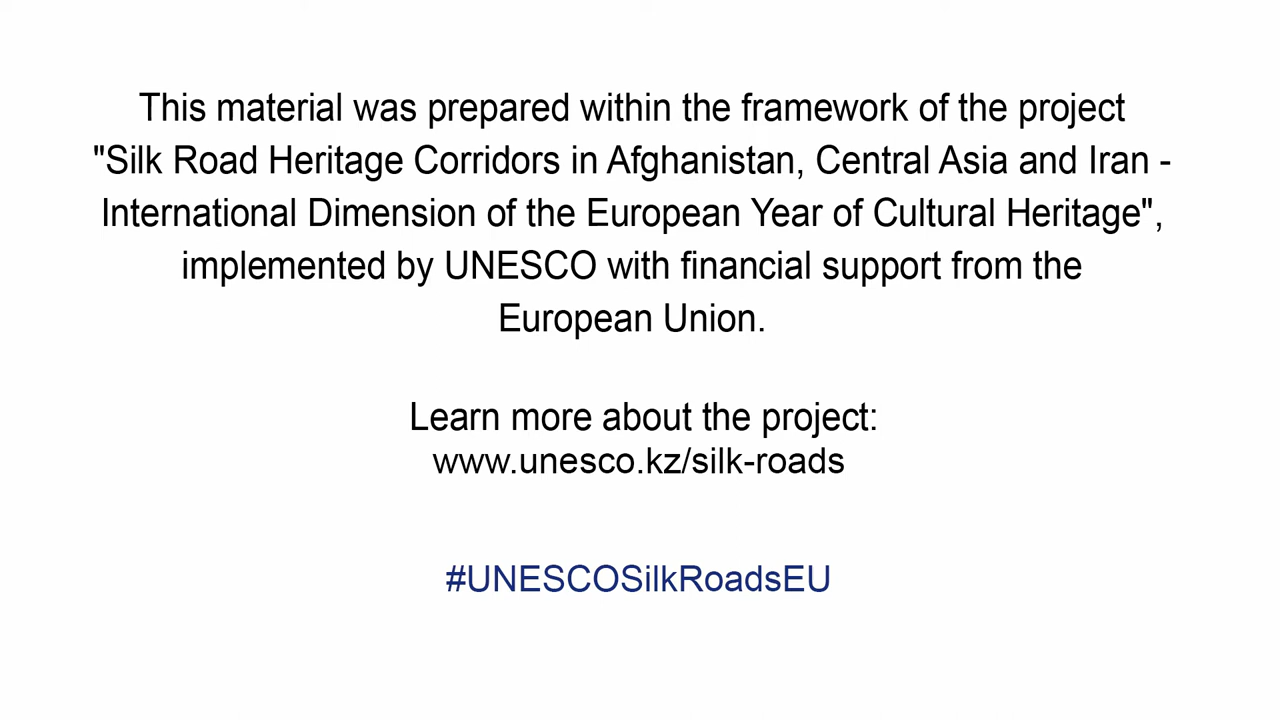 This material was prepared within the framework of the project
"Silk Road Heritage Corridors in Afghanistan, Central Asia and Iran -
International Dimension of the European Year of Cultural Heritage",
implemented by UNESCO with financial support from the
European Union.
Learn more about the project:
www.unesco.kz/silk-roads
#UNESCOSilkRoadsEU